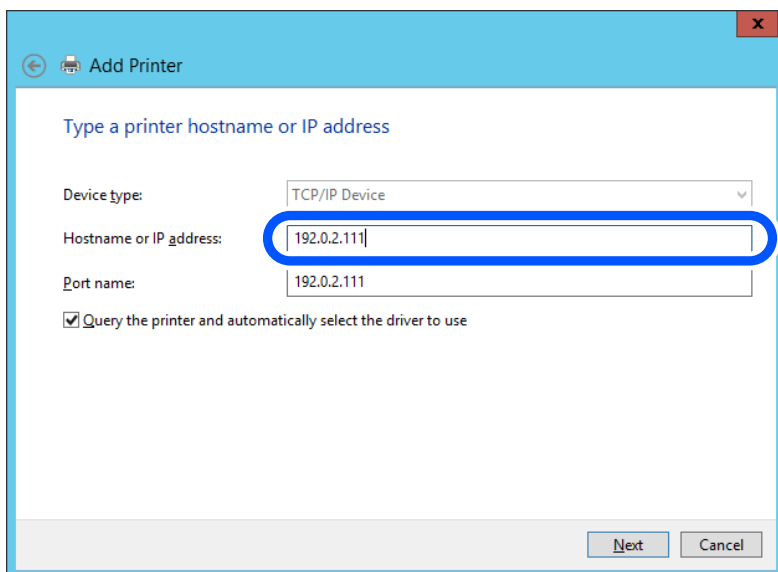 x
Add Printer
Type a printer hostname or IP address
Device type: TCP/IP Device
Hostname or IP address: 192.0.2.111
Port name: 192.0.2.111
Query the printer and automatically select the driver to use
Next Cancel